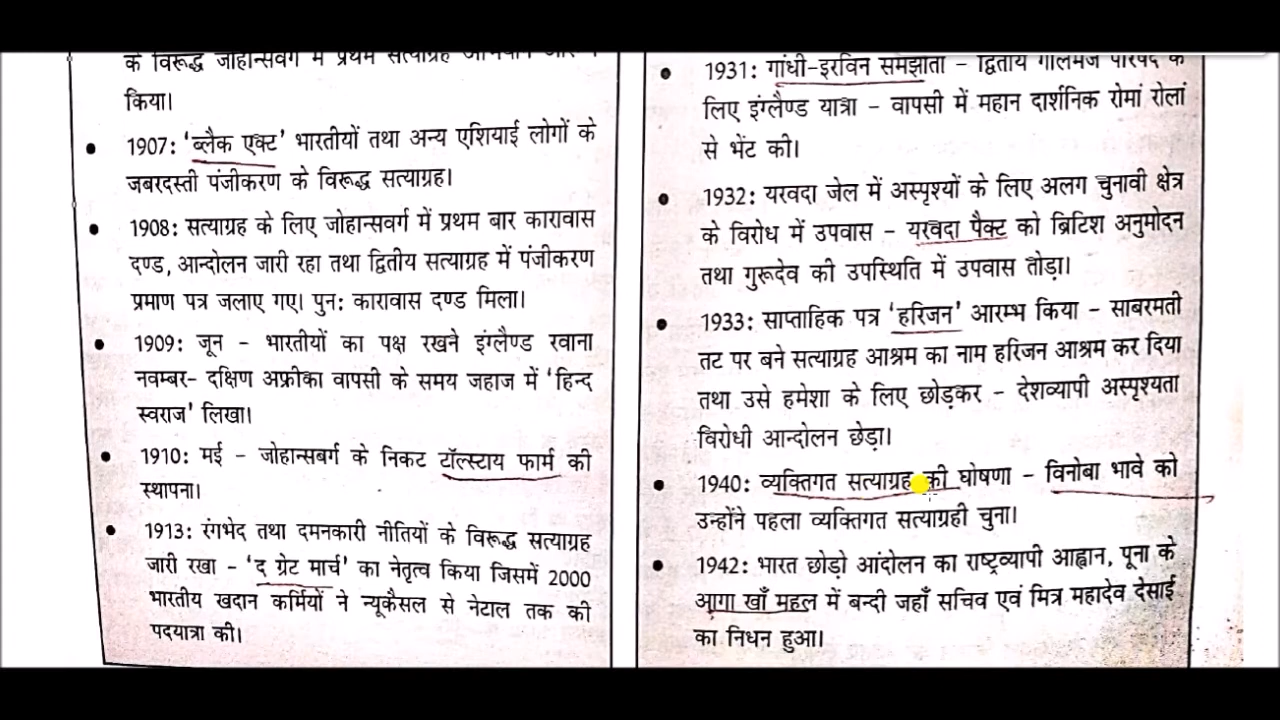 के विरूद्ध जोहान्सवर्ग में प्रथम सत्याग्रह
किया।
1907: 'ब्लैक एक्ट' भारतीयों तथा अन्य एशियाई लोगों के
जबरदस्ती पंजीकरण के विरूद्ध सत्याग्रह।
1908: सत्याग्रह के लिए जोहान्सवर्ग में प्रथम बार कारावास
दण्ड, आन्दोलन जारी रहा तथा द्वितीय सत्याग्रह में पंजीकरण
प्रमाण पत्र जलाए गए। पुन: कारावास दण्ड मिला।
1909: जून - भारतीयों का पक्ष रखने इंग्लैण्ड रवाना
नवम्बर- दक्षिण अफ्रीका वापसी के समय जहाज में 'हिन्द
स्वराज' लिखा।
1910: मई - जोहान्सबर्ग के निकट टॉल्स्टाय फार्म की
स्थापना।
1913: रंगभेद तथा दमनकारी नीतियों के विरूद्ध सत्याग्रह
जारी रखा - 'द ग्रेट मार्च' का नेतृत्व किया जिसमें 2000
भारतीय खदान कर्मियों ने न्यूकैसल से नेटाल तक की
पदयात्रा की।
1931: गांधी-इरविन समझौता - द्वितीय गोलमेज परिषद के
लिए इंग्लैण्ड यात्रा - वापसी में महान दार्शनिक रोमां रोलां
से भेंट की।
1932: यरवदा जेल में अस्पृश्यों के लिए अलग चुनावी क्षेत्र
के विरोध में उपवास - यरवदा पैक्ट को ब्रिटिश अनुमोदन
तथा गुरूदेव की उपस्थिति में उपवास तोड़ा।
1933: साप्ताहिक पत्र 'हरिजन' आरम्भ किया - साबरमती
तट पर बने सत्याग्रह आश्रम का नाम हरिजन आश्रम कर दिया
तथा उसे हमेशा के लिए छोड़कर - देशव्यापी अस्पृश्यता
विरोधी आन्दोलन छेड़ा।
1940: व्यक्तिगत सत्याग्रह की घोषणा - विनोबा भावे को
उन्होंने पहला व्यक्तिगत सत्याग्रही चुना।
1942: भारत छोड़ो आंदोलन का राष्ट्रव्यापी आह्वान, पूना के
आगा खाँ महल में बन्दी जहाँ सचिव एवं मित्र महादेव देसाई
का निधन हुआ।